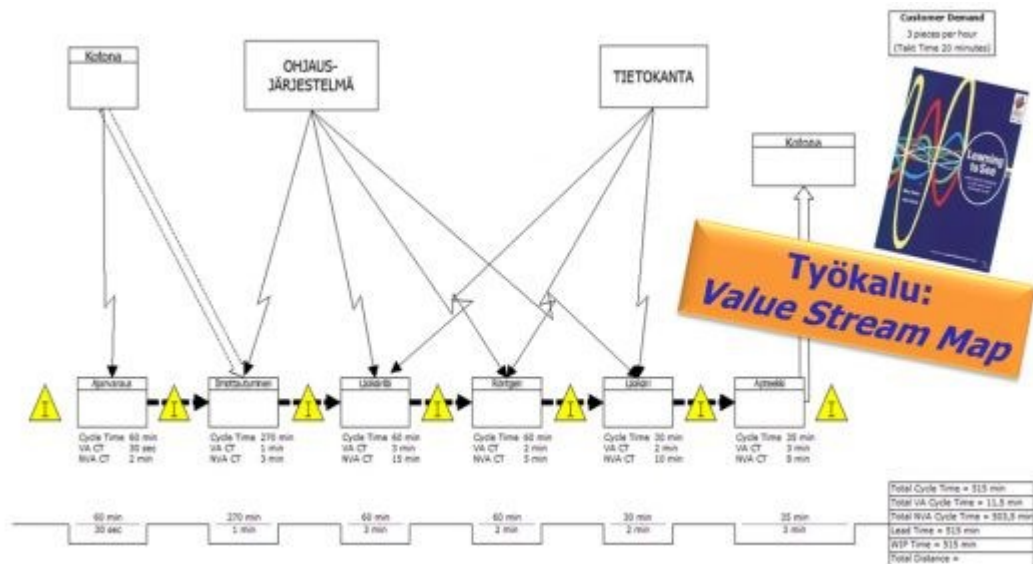 Customer Demand
3 pieces per hour
(Takt Time 20 minutes)
Kotona
OHJAUS-
JÄRJESTELMÄ
TIETOKANTA
Kotona
Learning
to See
Työkalu:
Value Stream Map
Ajanvaraus
Ilmottautuminen
Lääkärillä
Röntgen
Lääkäri
Apteekki
I
I
I
I
I
I
I
Cycle Time 60 min
VA CT 30 sec
NVA CT 2 min
Cycle Time 270 min
VA CT 1 min
NVA CT 3 min
Cycle Time 60 min
VA CT 3 min
NVA CT 15 min
Cycle Time 60 min
VA CT 2 min
NVA CT 5 min
Cycle Time 30 min
VA CT 2 min
NVA CT 10 min
Cycle Time 35 min
VA CT 3 min
NVA CT 8 min
60 min
30 sec
270 min
1 min
60 min
3 min
60 min
2 min
30 min
2 min
35 min
3 min
Total Cycle Time = 515 min
Total VA Cycle Time = 11,5 min
Total NVA Cycle Time = 503,5 min
Lead Time = 515 min
WIP Time = 515 min
Total Distance =